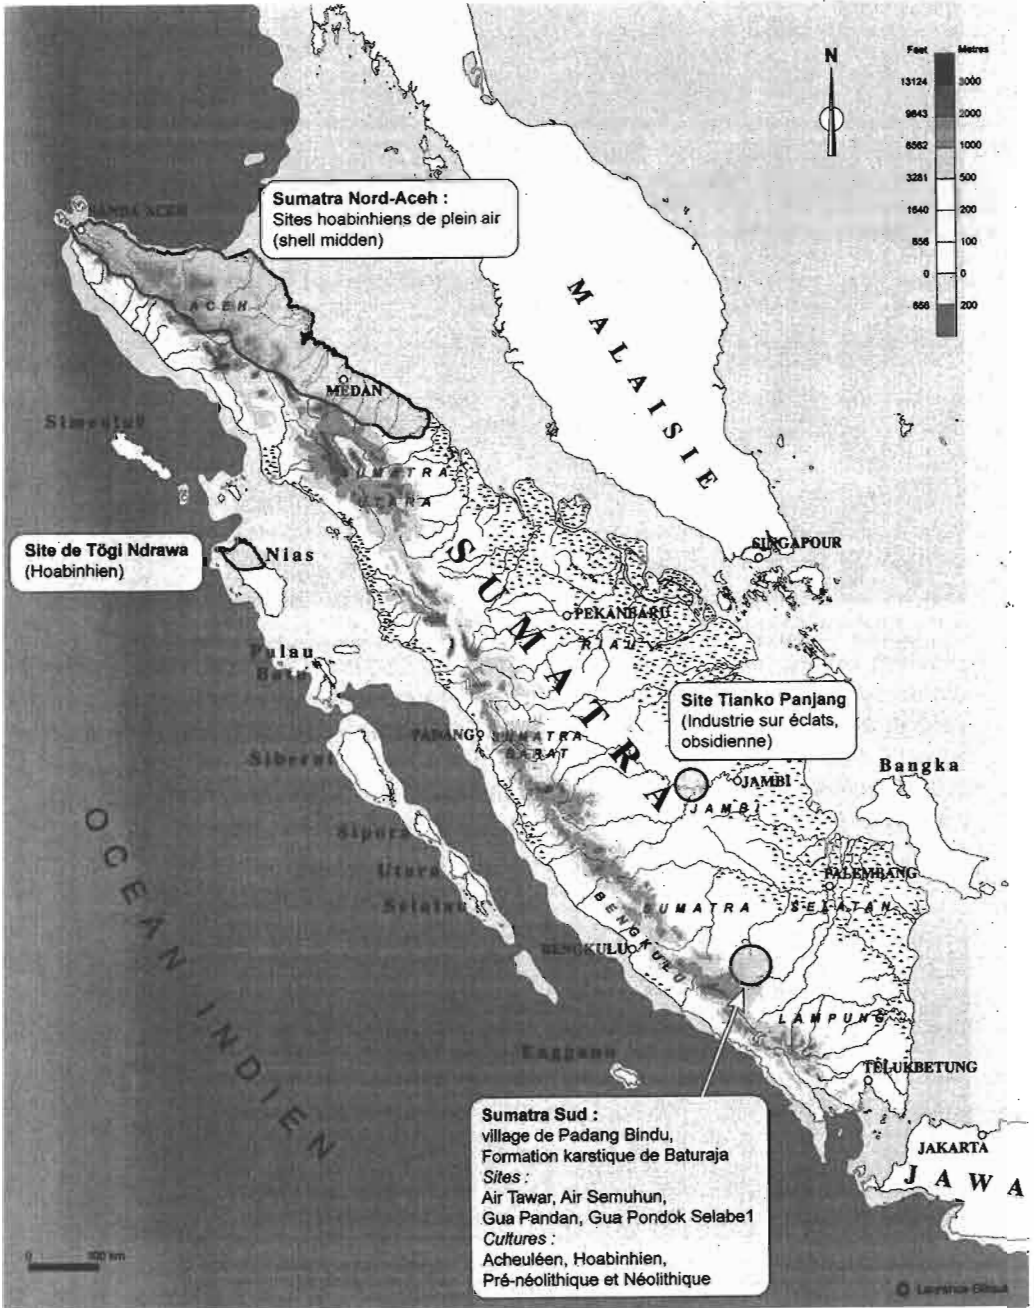 N
Feet Metres
13124 3000
9843 2000
6562 1000
3281 500
1640 200
656 100
0 0
656 200
Sumatra Nord-Aceh :
Sites hoabinhiens de plein air
(shell midden)
BANDA ACEH
ACEH
MEDAN
MALAISIE
SUMATRA
UTARA
Site de Tögi Ndrawa
(Hoabinhien)
Nias
SINGAPOUR
SUMATRA
PEKANBARU
RIAU
Pulau
Batu
Site Tianko Panjang
(Industrie sur éclats,
obsidienne)
PADANG
SUMATRA
BARAT
Siberut
JAMBI
JAMBI
Bangka
Sipora
Utara
Selatan
PALEMBANG
SUMATRA SELATAN
BENGKULU
BENGKULU
OCEAN INDIEN
LAMPUNG
Enggano
TELUKBETUNG
Sumatra Sud :
village de Padang Bindu,
Formation karstique de Baturaja
Sites :
Air Tawar, Air Semuhun,
Gua Pandan, Gua Pondok Selabe1
Cultures :
Acheuléen, Hoabinhien,
Pré-néolithique et Néolithique
JAKARTA
JAWA
0 100 km